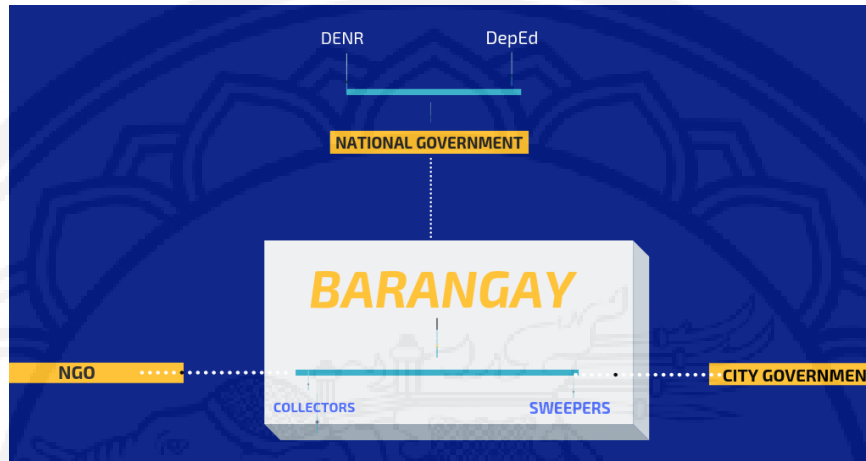 DENR DepEd
NATIONAL GOVERNMENT
BARANGAY
NGO
CITY GOVERNMEN
COLLECTORS
SWEEPERS